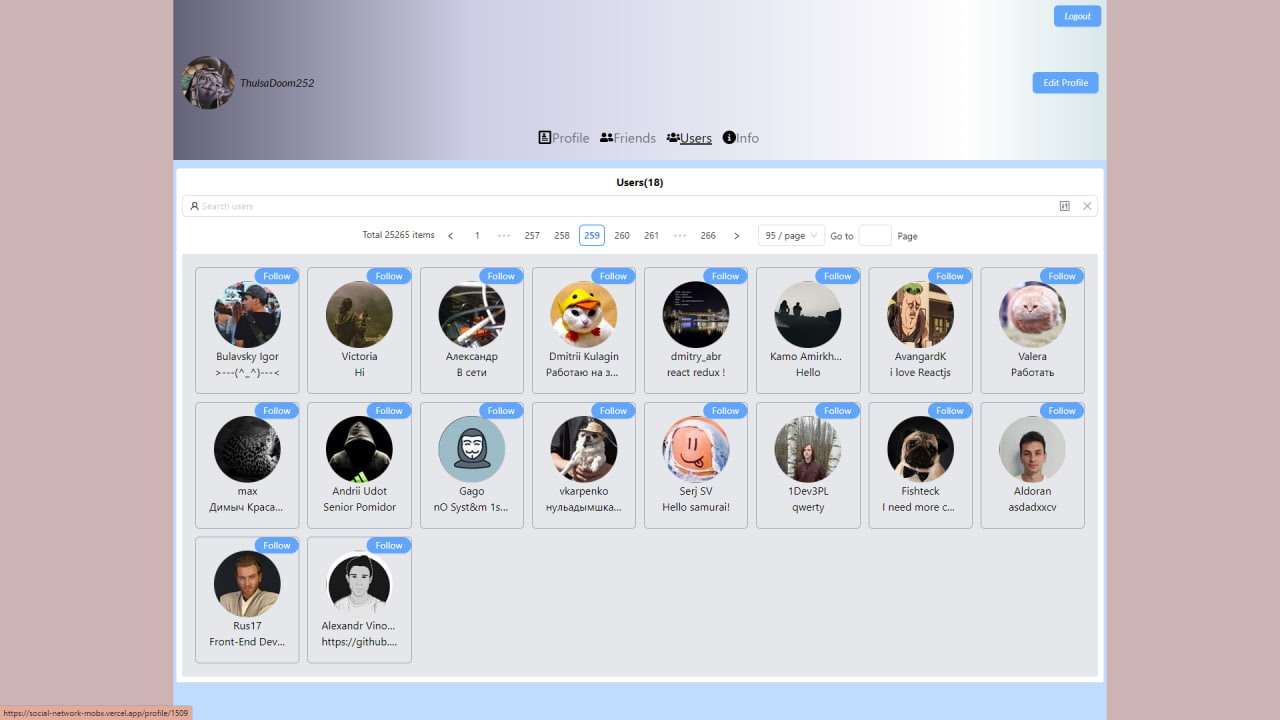 Logout
ThulsaDoom252
Edit Profile
Profile Friends Users Info
Users(18)
Search users
Total 25265 items 1 ••• 257 258 259 260 261 ••• 266 95 / page Go to Page
Follow Follow Follow Follow Follow Follow Follow Follow
Bulavsky Igor Victoria Александр Dmitrii Kulagin dmitry_abr Kamo Amirkh... AvangardK Valera
>---(^_^)---< Hi В сети Работаю на з... react redux ! Hello i love Reactjs Работать
Follow Follow Follow Follow Follow Follow Follow Follow
max Andrii Udot Gago vkarpenko Serj SV 1Dev3PL Fishteck Aldoran
Димыч Краса... Senior Pomidor nO Syst&m 1s... нульадымшка... Hello samurai! qwerty I need more c... asdadxxcv
Follow Follow
Rus17 Alexandr Vino...
Front-End Dev... https://github....
https://social-network-mobx.vercel.app/profile/1509